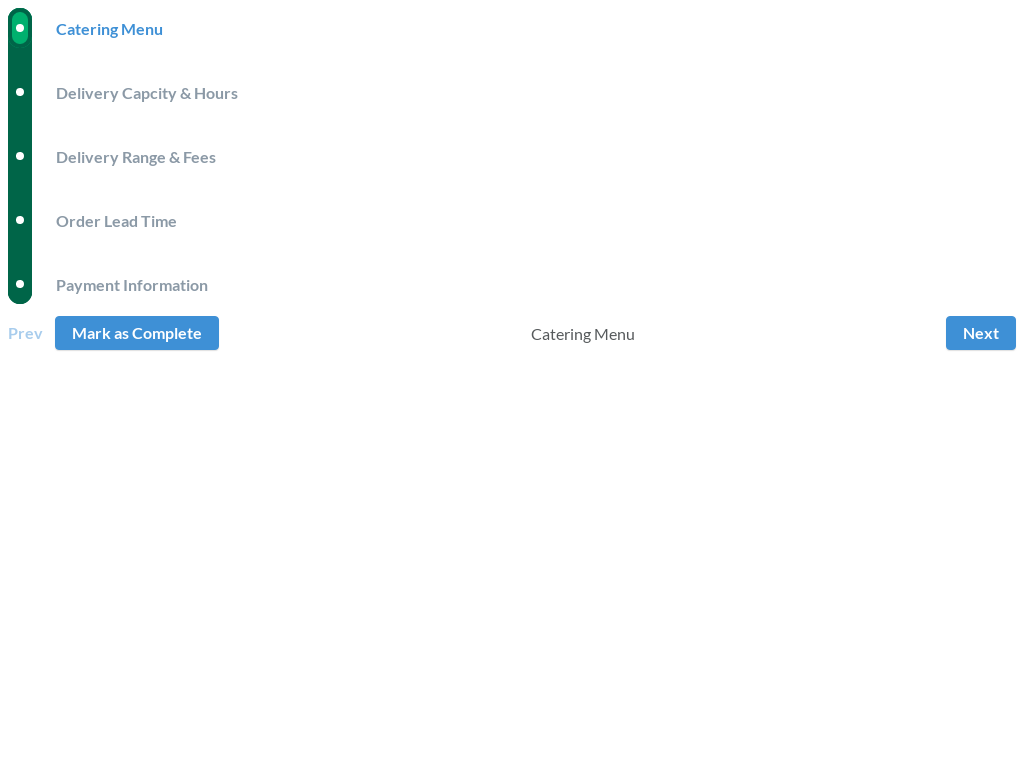 Catering Menu
Delivery Capcity & Hours
Delivery Range & Fees
Order Lead Time
Payment Information
Prev
Mark as Complete
Catering Menu
Next